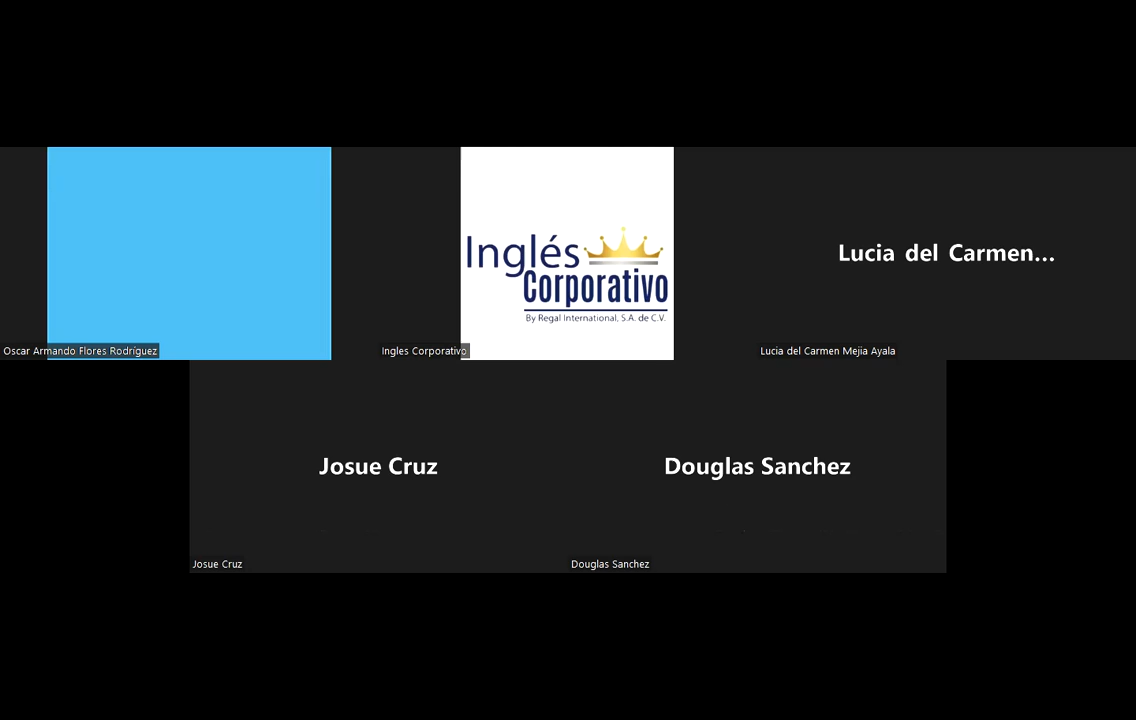 Inglés
Corporativo
By Regal International, S.A. de C.V.
Lucia del Carmen...
Oscar Armando Flores Rodríguez
Ingles Corporativo
Lucia del Carmen Mejia Ayala
Josue Cruz
Douglas Sanchez
Josue Cruz
Douglas Sanchez